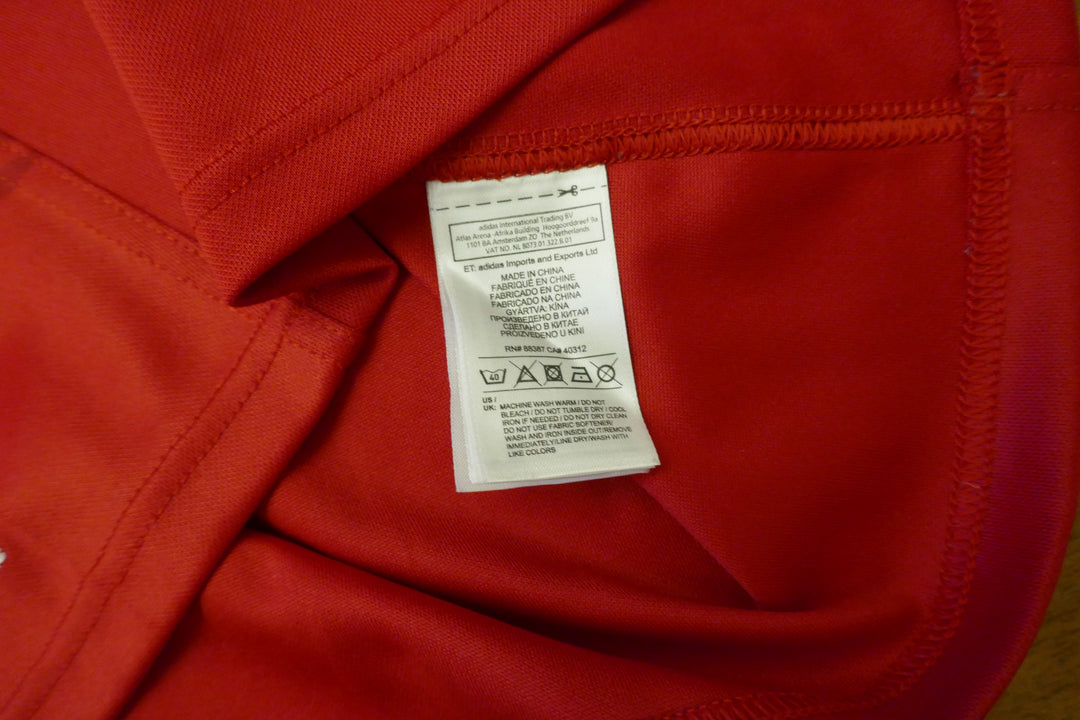 adidas International Trading BV
Atlas Arena -Afrika Building Hoogoorddreef 9a
1101 BA Amsterdam ZO The Netherlands
VAT NO. NL 8073.01.322.B.01
ET: adidas Imports and Exports Ltd
MADE IN CHINA
FABRIQUÉ EN CHINE
FABRICADO EN CHINA
FABRICADO NA CHINA
GYÁRTVA: KÍNA
ПРОИЗВЕДЕНО В КИТАЙ
СДЕЛАНО В КИТАЕ
PROIZVEDENO U KINI
RN# 88387 CA# 40312
40
US /
UK: MACHINE WASH WARM / DO NOT
BLEACH / DO NOT TUMBLE DRY / COOL
IRON IF NEEDED / DO NOT DRY CLEAN
DO NOT USE FABRIC SOFTENER/
WASH AND IRON INSIDE OUT/REMOVE
IMMEDIATELY/LINE DRY/WASH WITH
LIKE COLORS